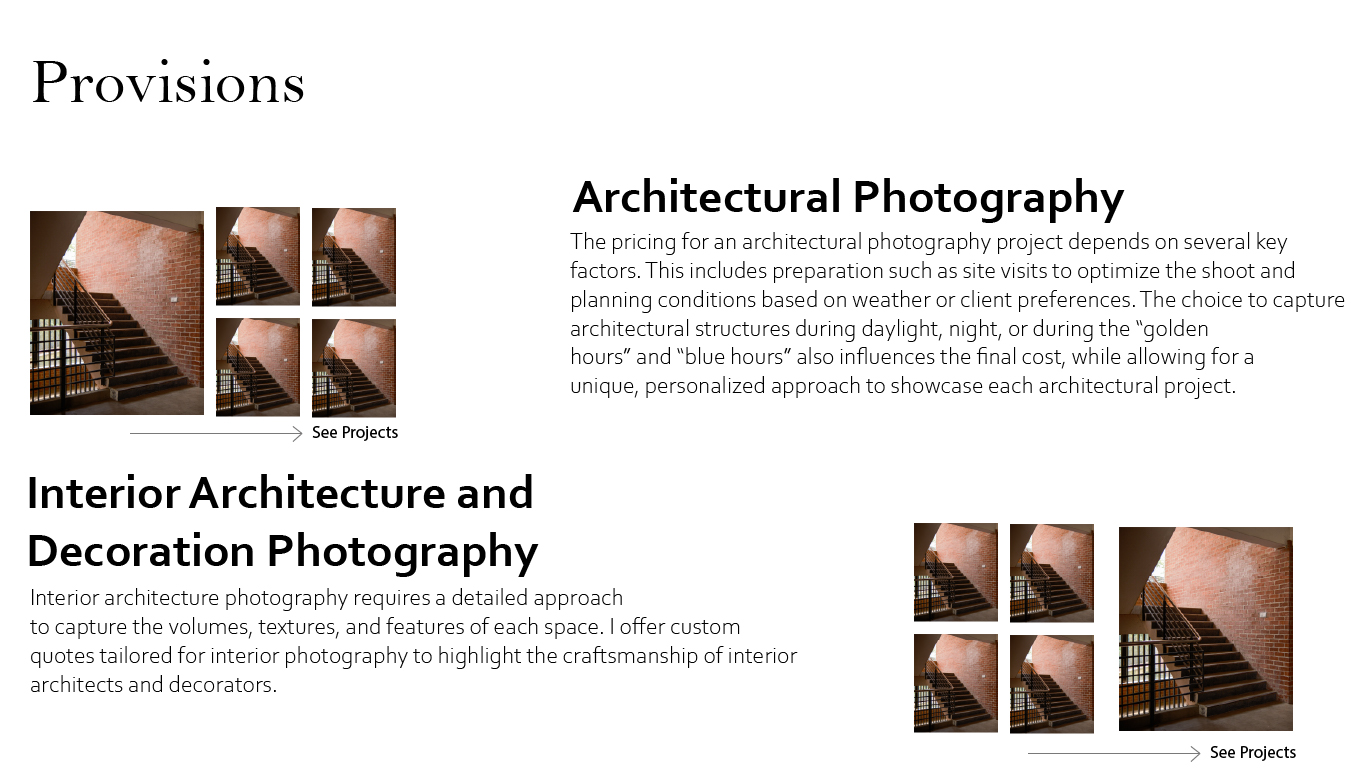 Provisions
Architectural Photography
The pricing for an architectural photography project depends on several key
factors. This includes preparation such as site visits to optimize the shoot and
planning conditions based on weather or client preferences. The choice to capture
architectural structures during daylight, night, or during the “golden
hours” and “blue hours” also influences the final cost, while allowing for a
unique, personalized approach to showcase each architectural project.
See Projects
Interior Architecture and
Decoration Photography
Interior architecture photography requires a detailed approach
to capture the volumes, textures, and features of each space. I offer custom
quotes tailored for interior photography to highlight the craftsmanship of interior
architects and decorators.
See Projects